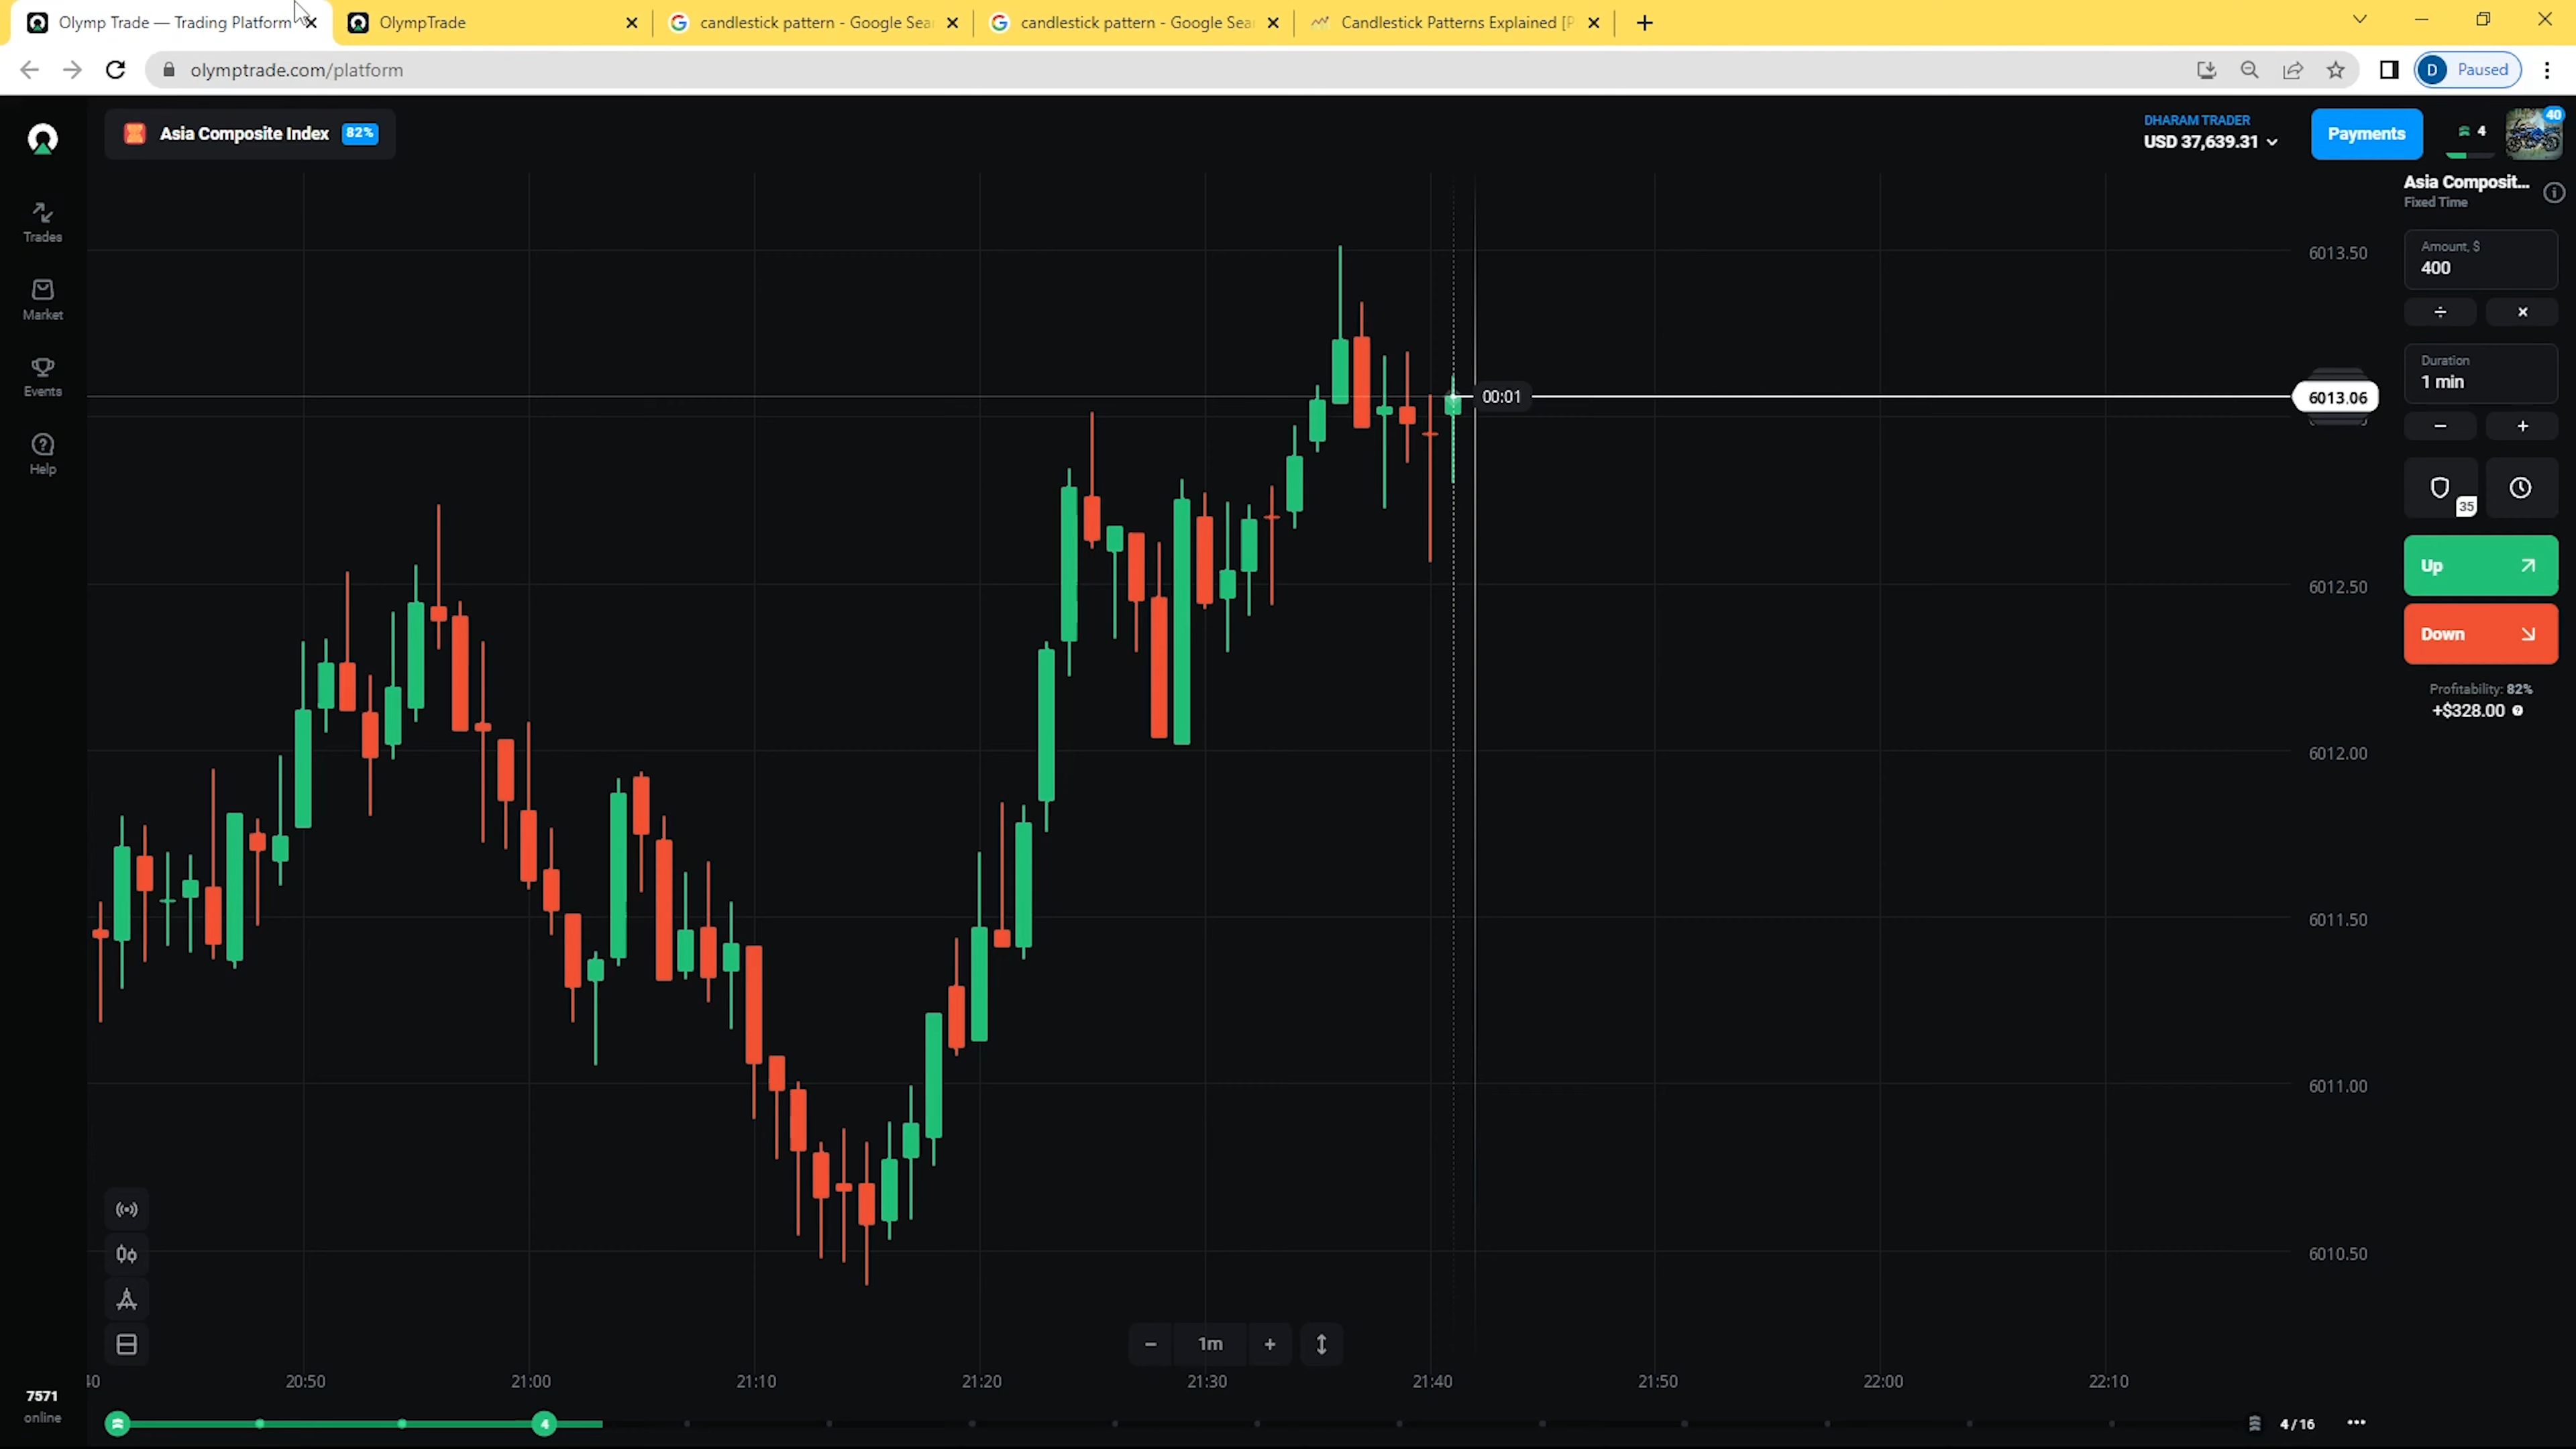 Olymp Trade — Trading Platform
OlympTrade
candlestick pattern - Google Sea
candlestick pattern - Google Sea
Candlestick Patterns Explained [P
olymptrade.com/platform
D Paused
Asia Composite Index 82%
DHARAM TRADER
USD 37,639.31
Payments
4
40
Trades
Market
Events
Help
Asia Composit...
Fixed Time
Amount, $
400
÷ ×
Duration
1 min
− +
35
Up
Down
Profitability: 82%
+$328.00
6013.50
00:01
6013.06
6012.50
6012.00
6011.50
6011.00
6010.50
− 1m +
40 20:50 21:00 21:10 21:20 21:30 21:40 21:50 22:00 22:10
7571
online
4
4/16